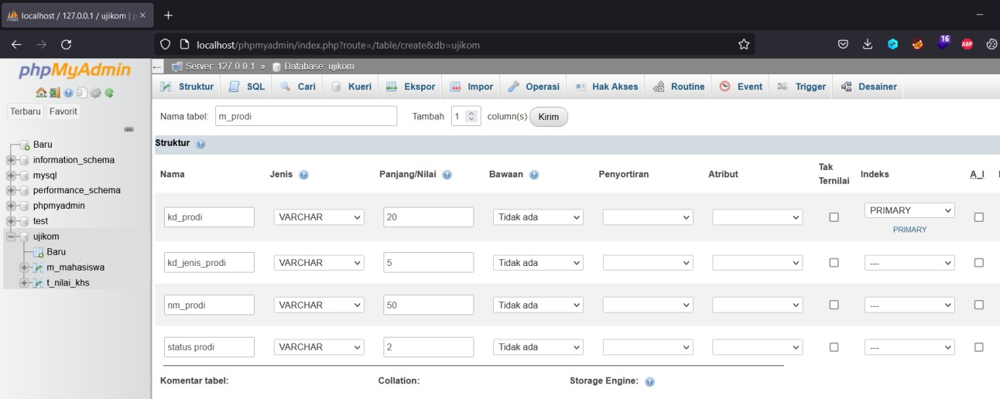 localhost / 127.0.0.1 / ujikom | p
localhost/phpmyadmin/index.php?route=/table/create&db=ujikom
16
ABP
phpMyAdmin
Terbaru Favorit
Baru
information_schema
mysql
performance_schema
phpmyadmin
test
ujikom
Baru
m_mahasiswa
t_nilai_khs
Server: 127.0.0.1 » Database: ujikom
Struktur SQL Cari Kueri Ekspor Impor Operasi Hak Akses Routine Event Trigger Desainer
Nama tabel: m_prodi Tambah 1 column(s) Kirim
Struktur
Nama Jenis Panjang/Nilai Bawaan Penyortiran Atribut Tak Ternilai Indeks A_I
kd_prodi VARCHAR 20 Tidak ada PRIMARY
PRIMARY
kd_jenis_prodi VARCHAR 5 Tidak ada ---
nm_prodi VARCHAR 50 Tidak ada ---
status prodi VARCHAR 2 Tidak ada ---
Komentar tabel: Collation: Storage Engine: